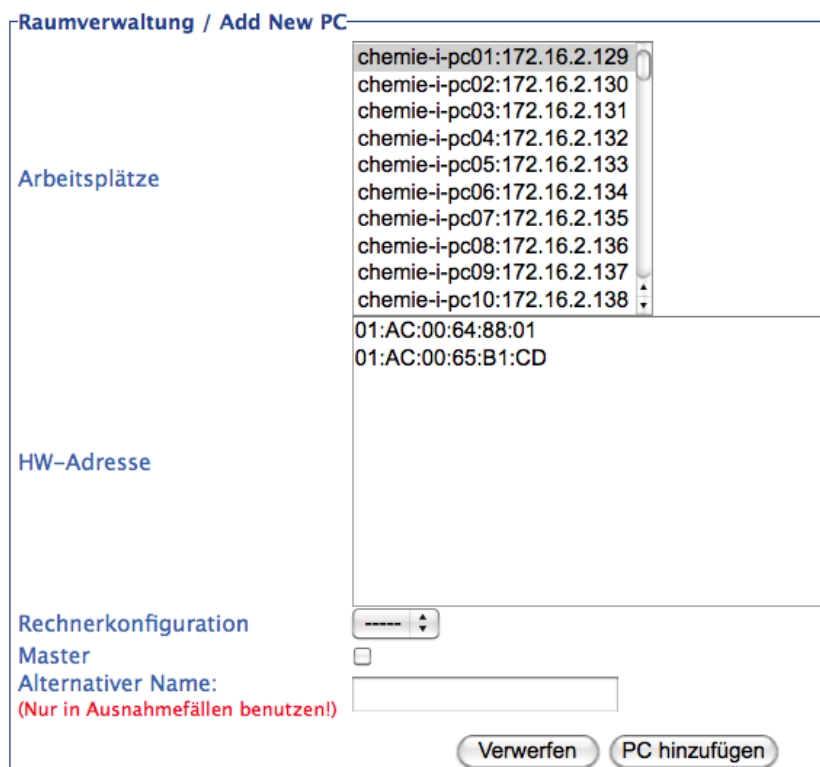 Raumverwaltung / Add New PC
Arbeitsplätze
chemie-i-pc01:172.16.2.129
chemie-i-pc02:172.16.2.130
chemie-i-pc03:172.16.2.131
chemie-i-pc04:172.16.2.132
chemie-i-pc05:172.16.2.133
chemie-i-pc06:172.16.2.134
chemie-i-pc07:172.16.2.135
chemie-i-pc08:172.16.2.136
chemie-i-pc09:172.16.2.137
chemie-i-pc10:172.16.2.138
HW-Adresse
01:AC:00:64:88:01
01:AC:00:65:B1:CD
Rechnerkonfiguration
-----
Master
Alternativer Name:
(Nur in Ausnahmefällen benutzen!)
Verwerfen PC hinzufügen